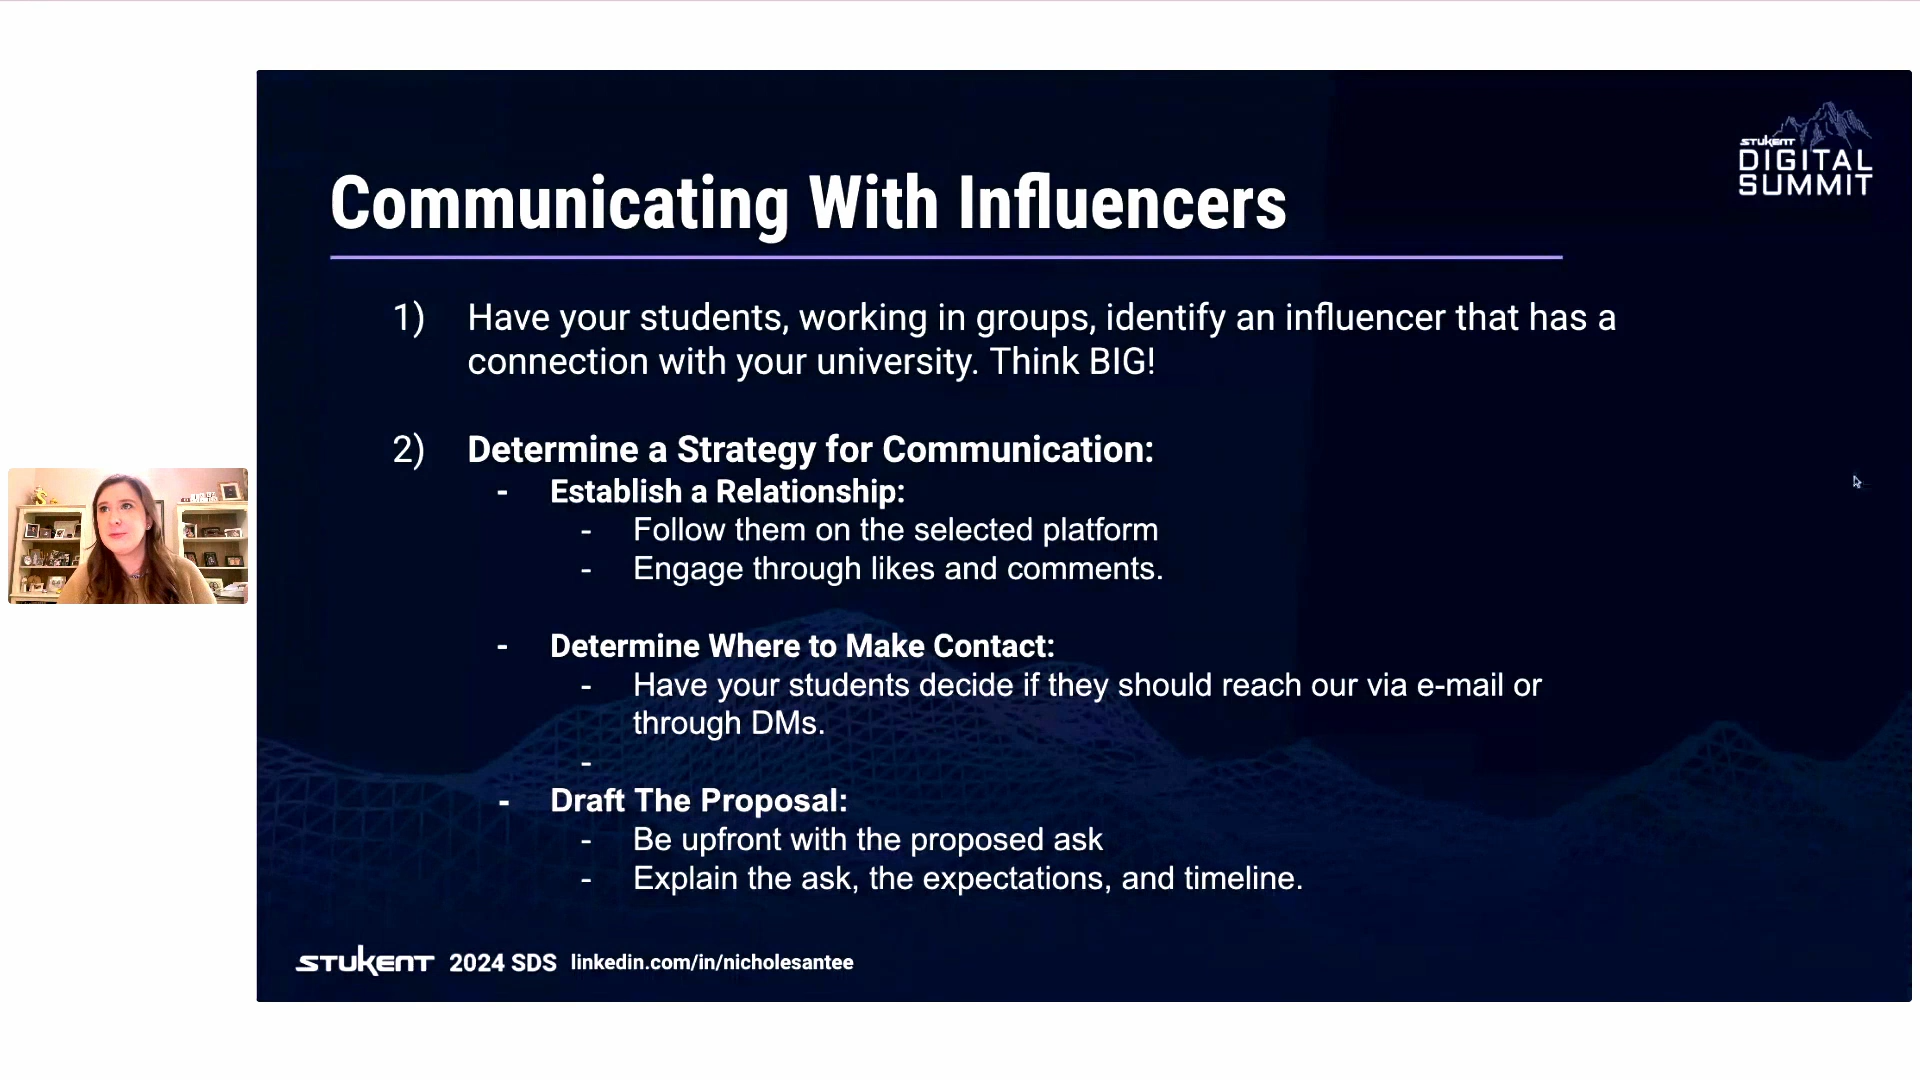 STUKENT
DIGITAL
SUMMIT
Communicating With Influencers
1) Have your students, working in groups, identify an influencer that has a
connection with your university. Think BIG!
2) Determine a Strategy for Communication:
- Establish a Relationship:
- Follow them on the selected platform
- Engage through likes and comments.
- Determine Where to Make Contact:
- Have your students decide if they should reach our via e-mail or
through DMs.
-
- Draft The Proposal:
- Be upfront with the proposed ask
- Explain the ask, the expectations, and timeline.
STUKENT 2024 SDS linkedin.com/in/nicholesantee